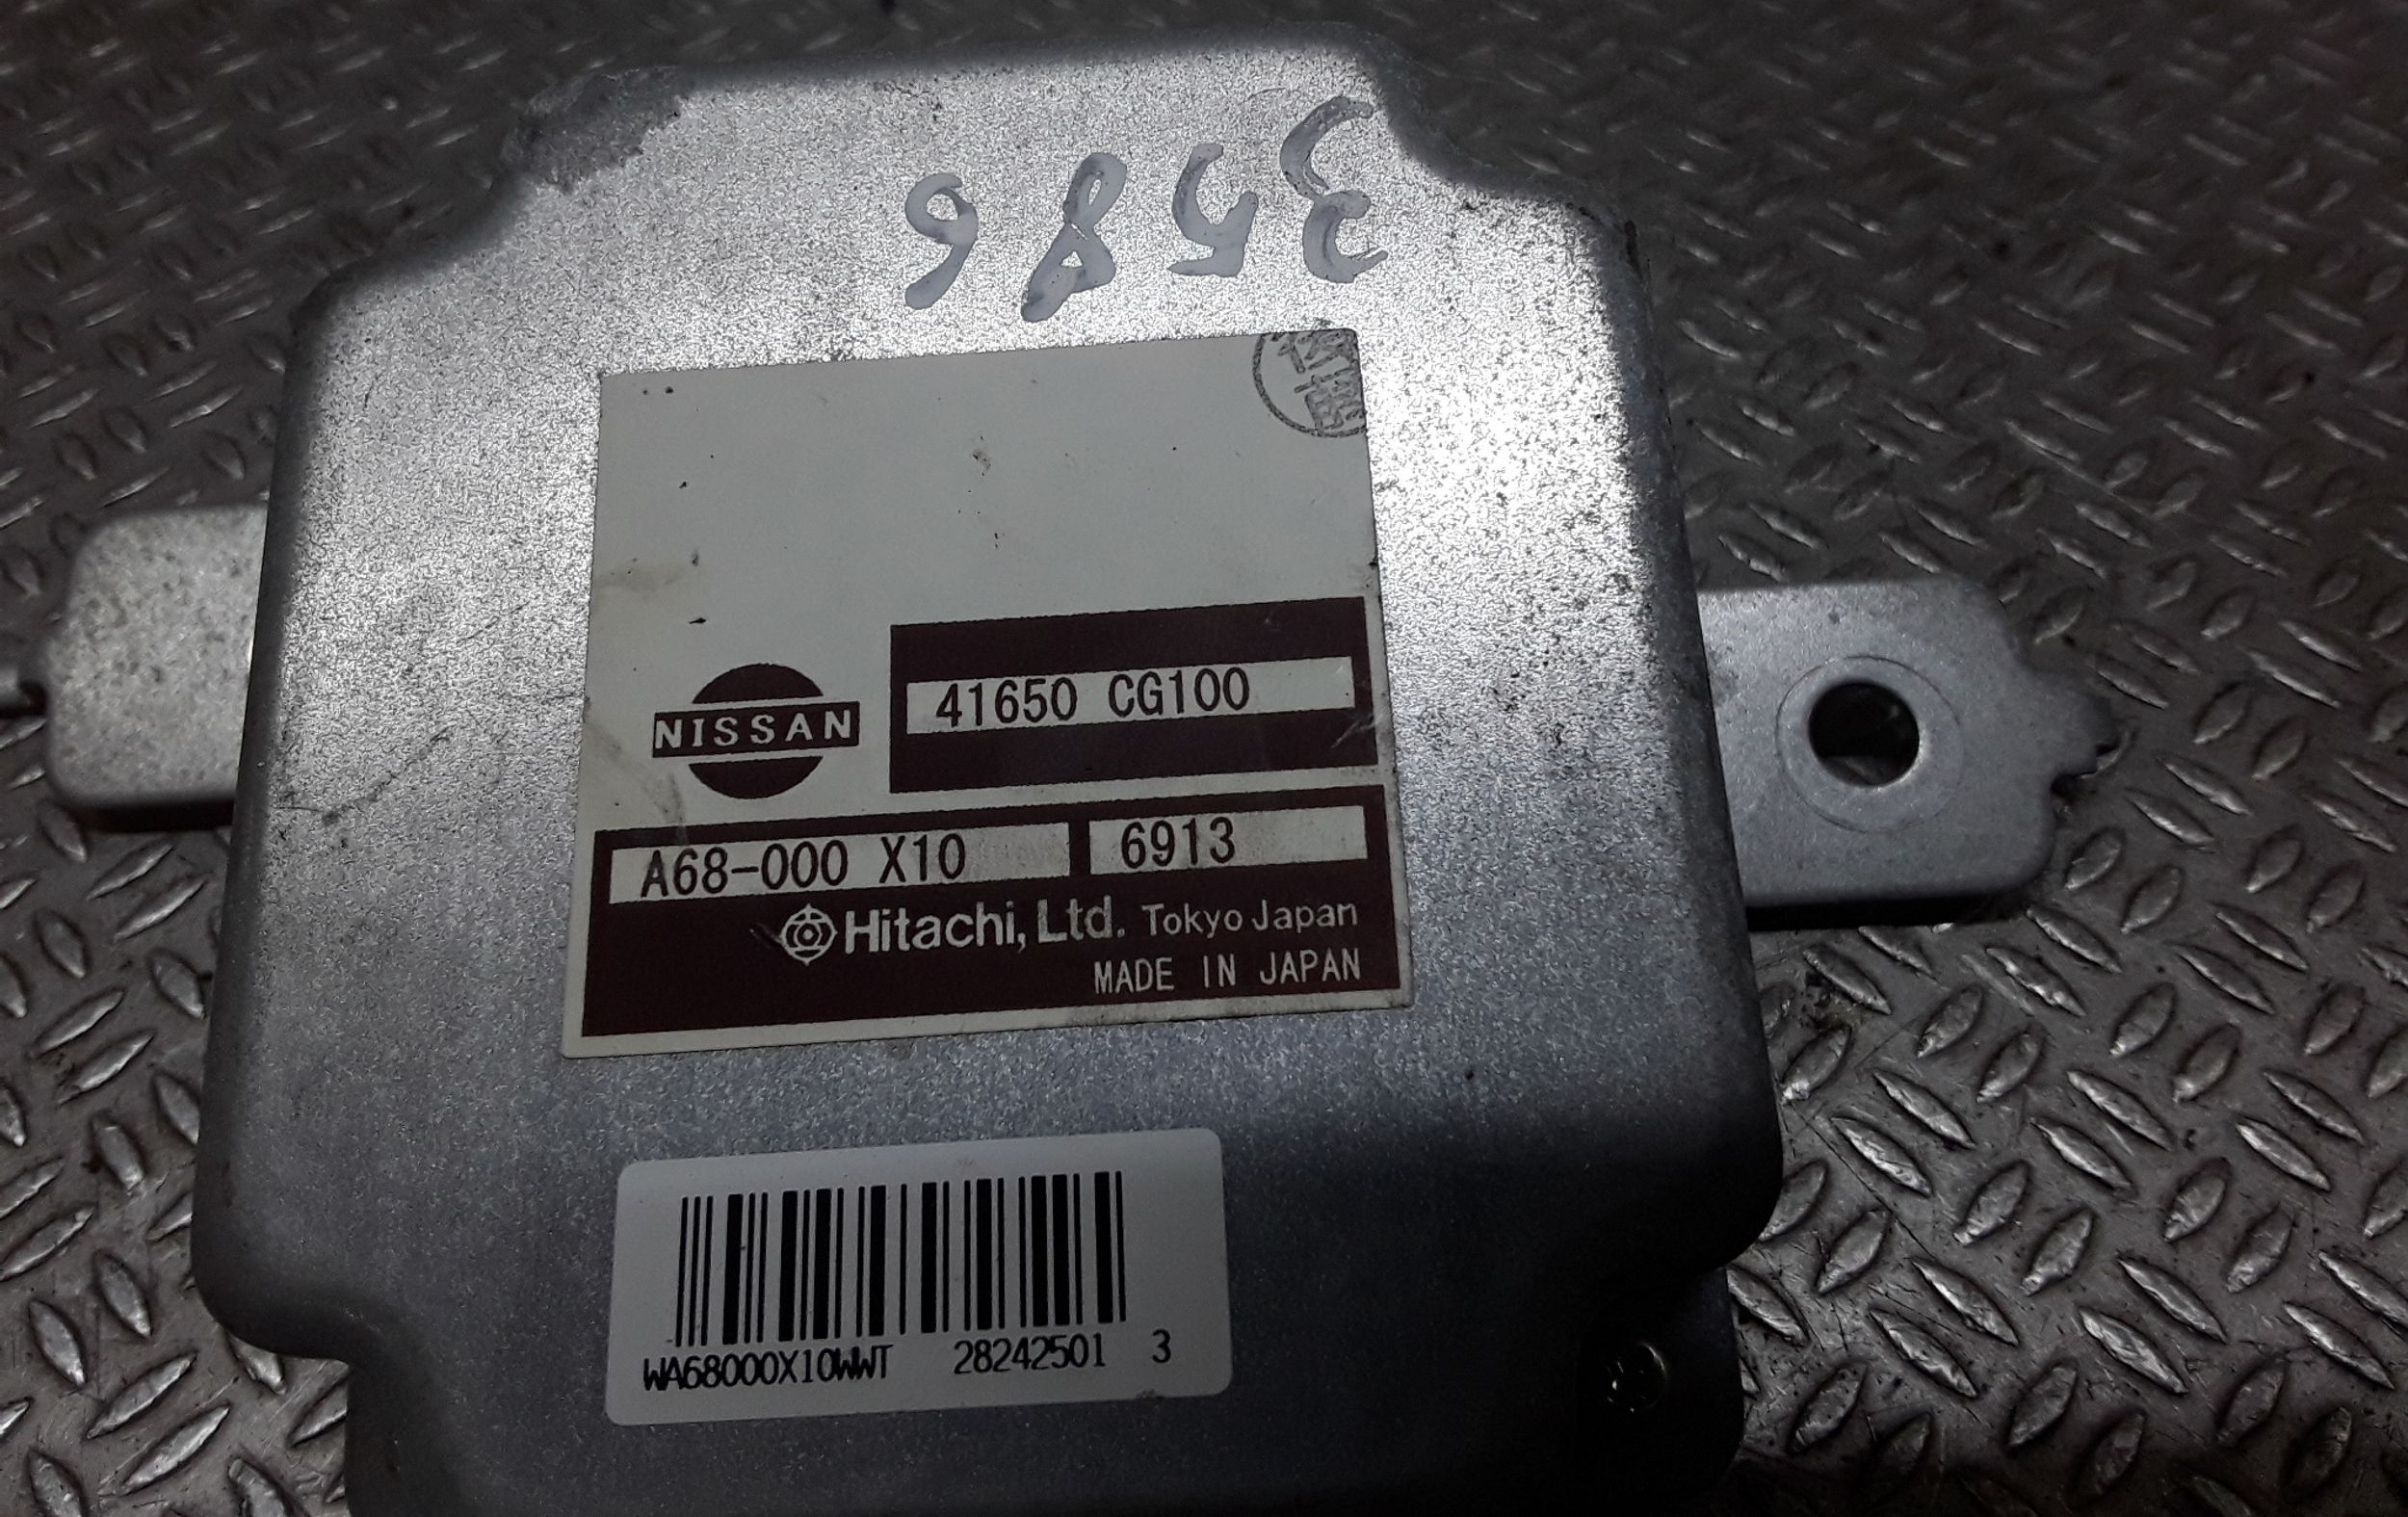 3586
41650 CG100
NISSAN
A68-000 X10 6913
Hitachi, Ltd. Tokyo Japan
MADE IN JAPAN
WA68000X10WWT 28242501 3